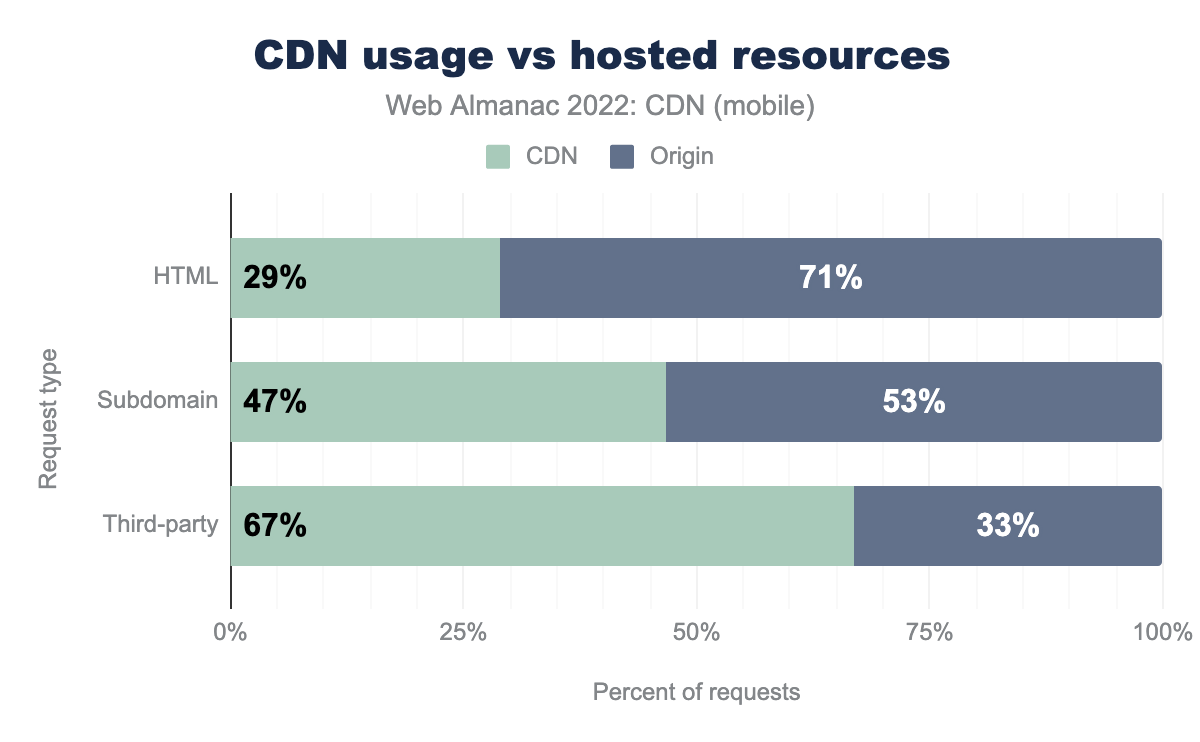 CDN usage vs hosted resources
Web Almanac 2022: CDN (mobile)
CDN
Origin
Request type
HTML
29%
71%
Subdomain
47%
53%
Third-party
67%
33%
0%
25%
50%
75%
100%
Percent of requests